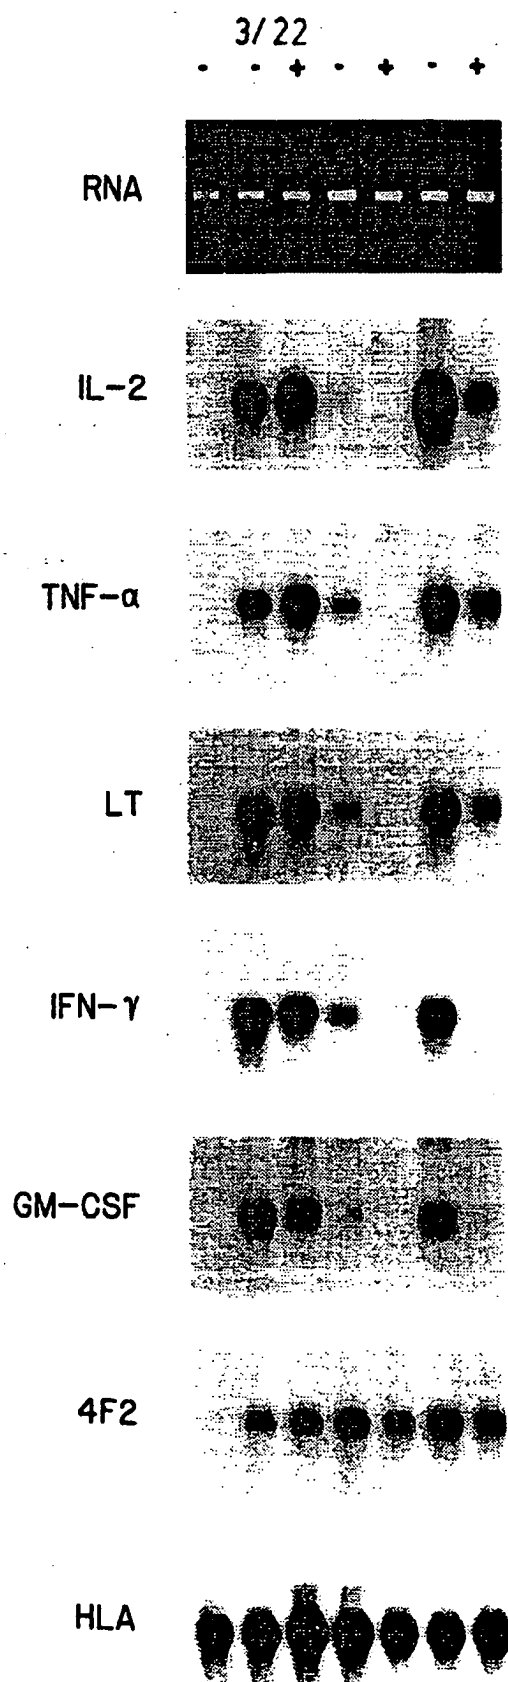 3/22
- - + - + - +
RNA
IL-2
TNF-α
LT
IFN-γ
GM-CSF
4F2
HLA